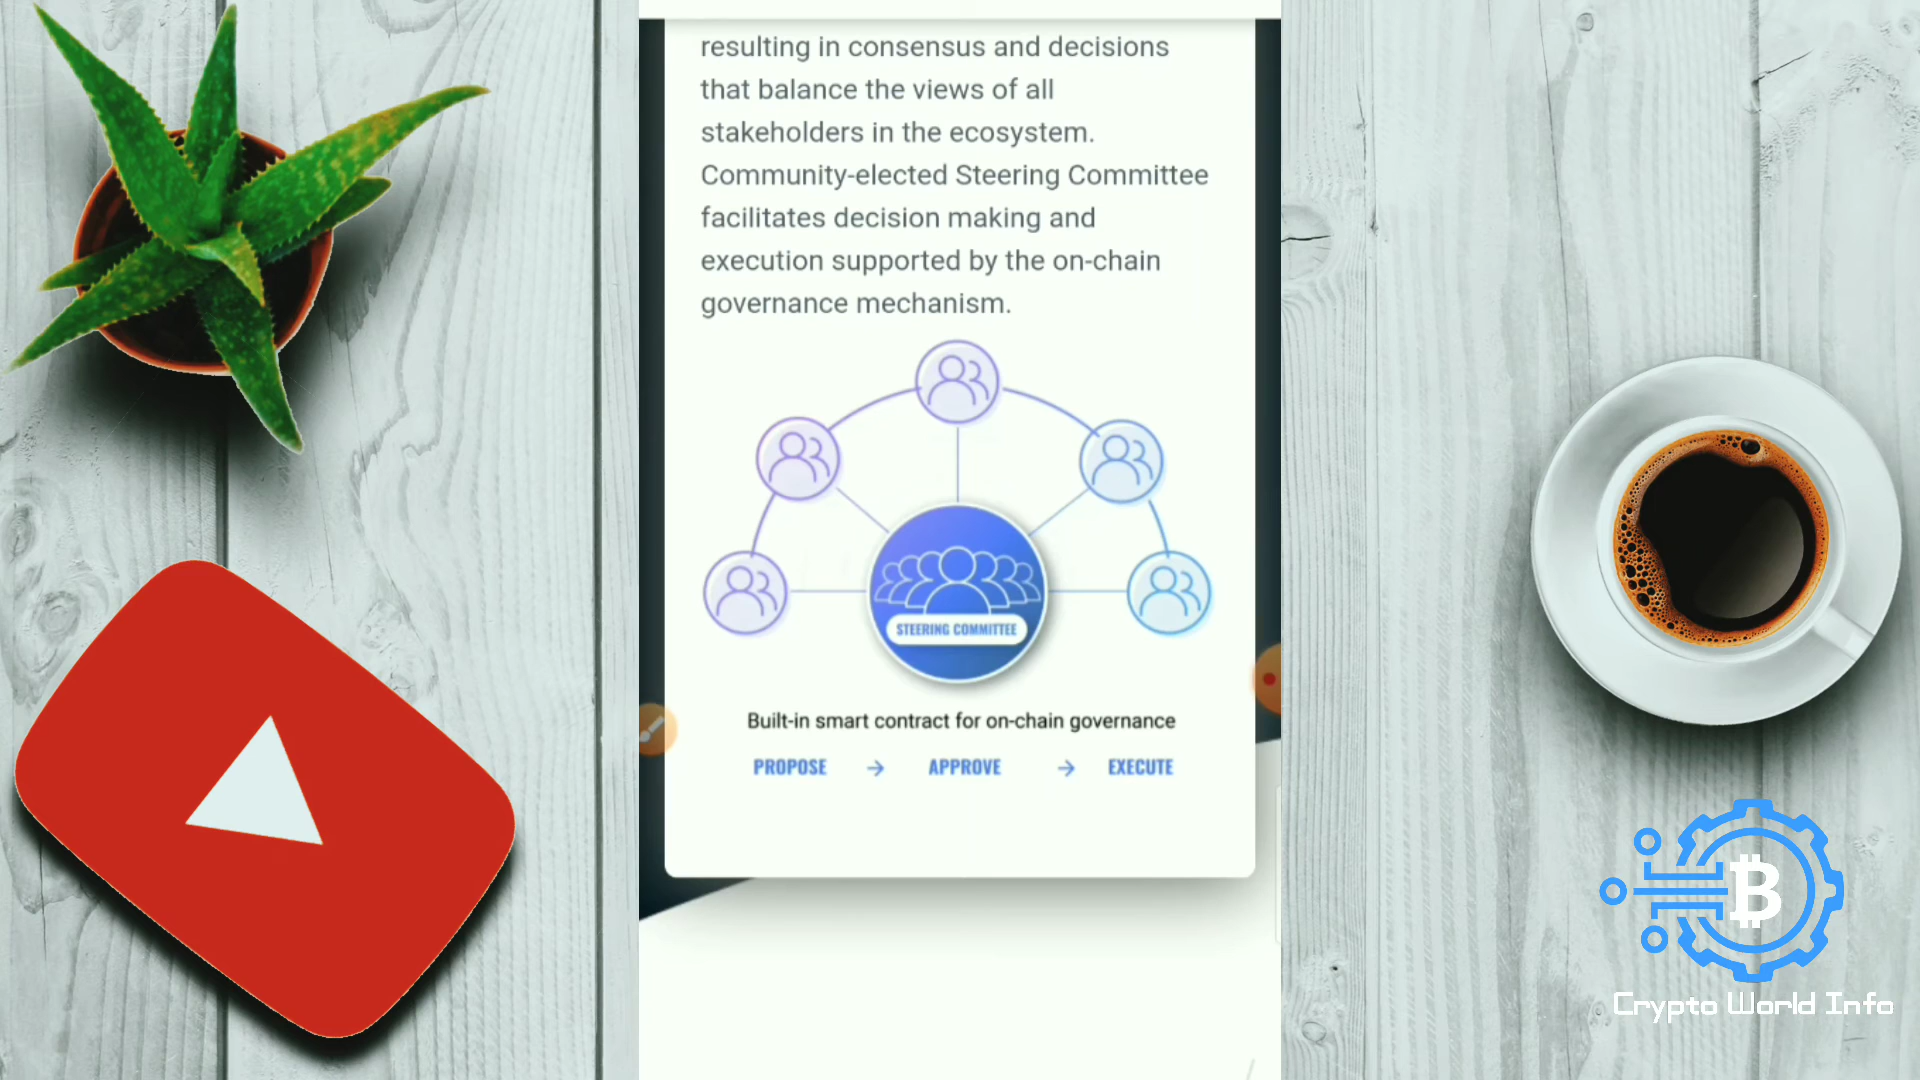 resulting in consensus and decisions
that balance the views of all
stakeholders in the ecosystem.
Community-elected Steering Committee
facilitates decision making and
execution supported by the on-chain
governance mechanism.
STEERING COMMITTEE
Built-in smart contract for on-chain governance
PROPOSE → APPROVE → EXECUTE
Crypto World Info